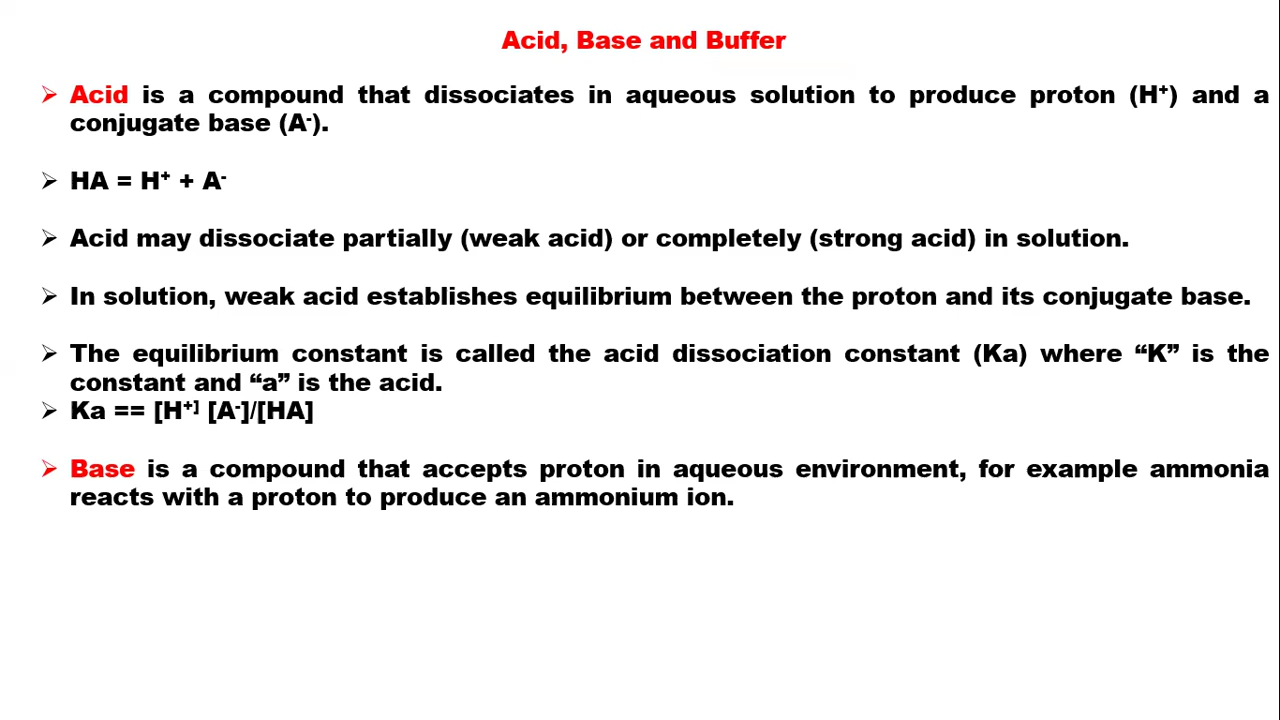 Acid, Base and Buffer
➢ Acid is a compound that dissociates in aqueous solution to produce proton (H⁺) and a
conjugate base (A⁻).
➢ HA = H⁺ + A⁻
➢ Acid may dissociate partially (weak acid) or completely (strong acid) in solution.
➢ In solution, weak acid establishes equilibrium between the proton and its conjugate base.
➢ The equilibrium constant is called the acid dissociation constant (Ka) where “K” is the
constant and “a” is the acid.
➢ Ka == [H⁺] [A⁻]/[HA]
➢ Base is a compound that accepts proton in aqueous environment, for example ammonia
reacts with a proton to produce an ammonium ion.